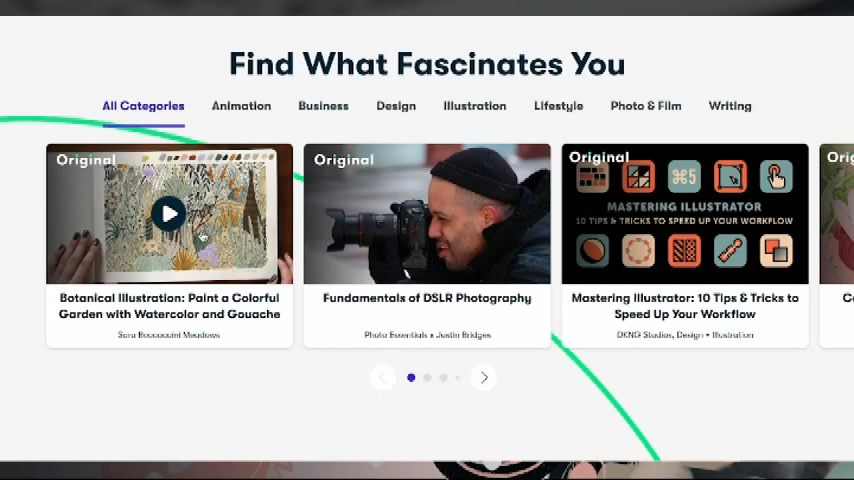 Find What Fascinates You
All Categories Animation Business Design Illustration Lifestyle Photo & Film Writing
Original
Botanical Illustration: Paint a Colorful
Garden with Watercolor and Gouache
Original
Fundamentals of DSLR Photography
Photo Essentials x Justin Bridges
Original
⌘5
MASTERING ILLUSTRATOR
10 TIPS & TRICKS TO SPEED UP YOUR WORKFLOW
Mastering Illustrator: 10 Tips & Tricks to
Speed Up Your Workflow
DKNG Studios, Design + Illustration